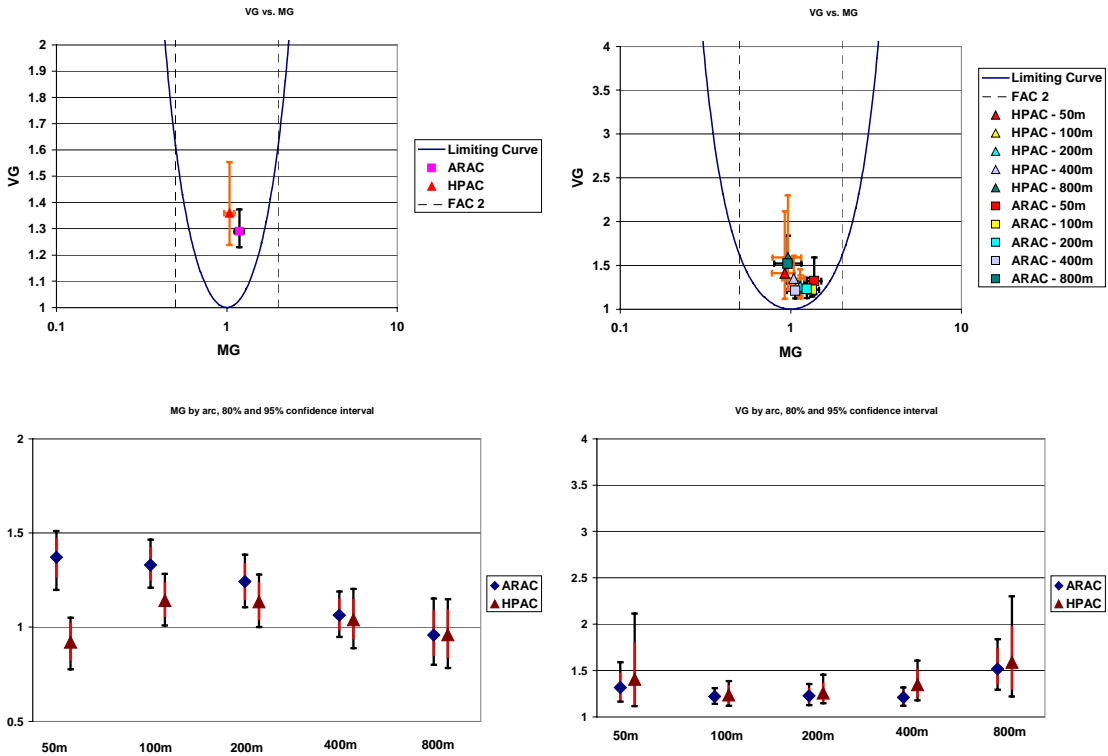 VG vs. MG
2
1.9
1.8
1.7
1.6
1.5
1.4
1.3
1.2
1.1
1
VG
0.1
1
10
MG
Limiting Curve
ARAC
HPAC
FAC 2
VG vs. MG
4
3.5
3
2.5
2
1.5
1
VG
0.1
1
10
MG
Limiting Curve
FAC 2
HPAC - 50m
HPAC - 100m
HPAC - 200m
HPAC - 400m
HPAC - 800m
ARAC - 50m
ARAC - 100m
ARAC - 200m
ARAC - 400m
ARAC - 800m
MG by arc, 80% and 95% confidence interval
2
1.5
1
0.5
50m
100m
200m
400m
800m
ARAC
HPAC
VG by arc, 80% and 95% confidence interval
4
3.5
3
2.5
2
1.5
1
50m
100m
200m
400m
800m
ARAC
HPAC